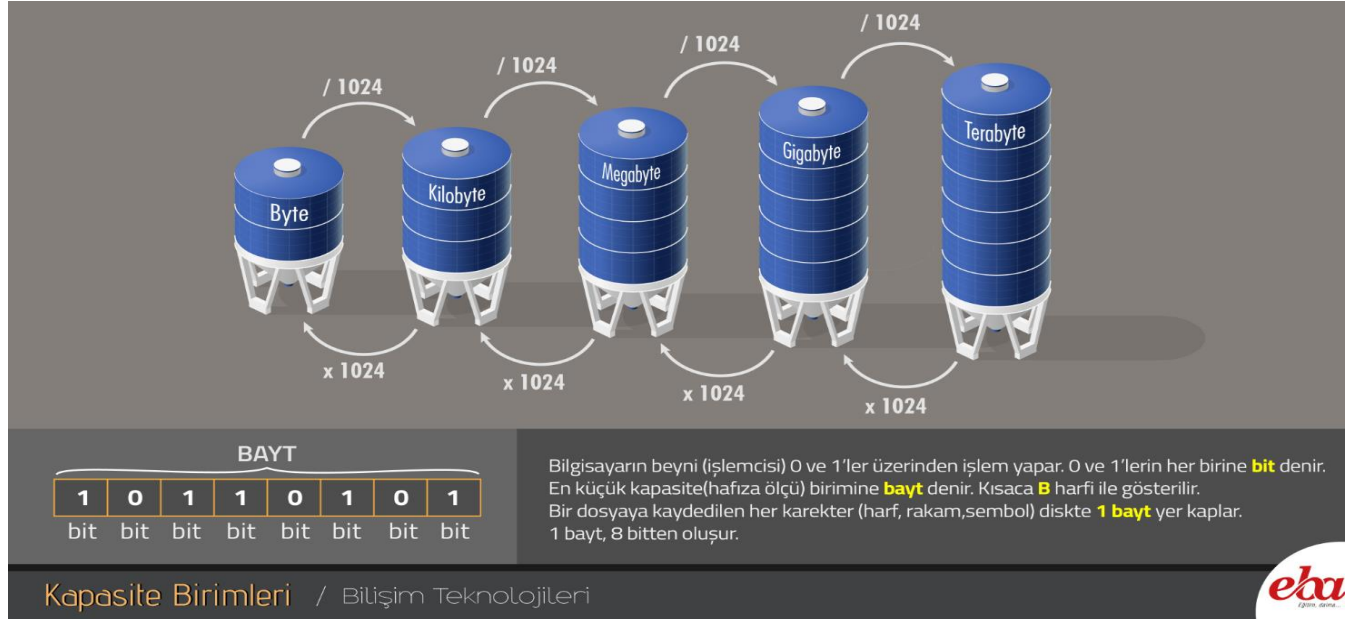 / 1024
/ 1024
/ 1024
/ 1024
Byte
Kilobyte
Megabyte
Gigabyte
Terabyte
x 1024
x 1024
x 1024
x 1024
BAYT
1 0 1 1 0 1 0 1
bit bit bit bit bit bit bit bit
Bilgisayarın beyni (işlemcisi) 0 ve 1'ler üzerinden işlem yapar. 0 ve 1'lerin her birine bit denir.
En küçük kapasite(hafıza ölçü) birimine bayt denir. Kısaca B harfi ile gösterilir.
Bir dosyaya kaydedilen her karekter (harf, rakam,sembol) diskte 1 bayt yer kaplar.
1 bayt, 8 bitten oluşur.
Kapasite Birimleri / Bilişim Teknolojileri
eba
Eğitim, daima...